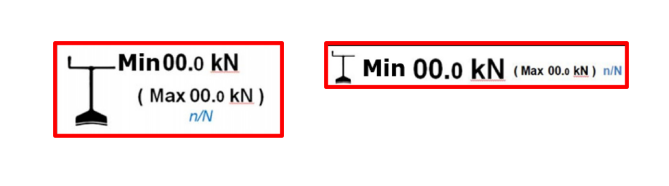 Min 00.0 kN
( Max 00.0 kN )
n/N
Min 00.0 kN ( Max 00.0 kN ) n/N